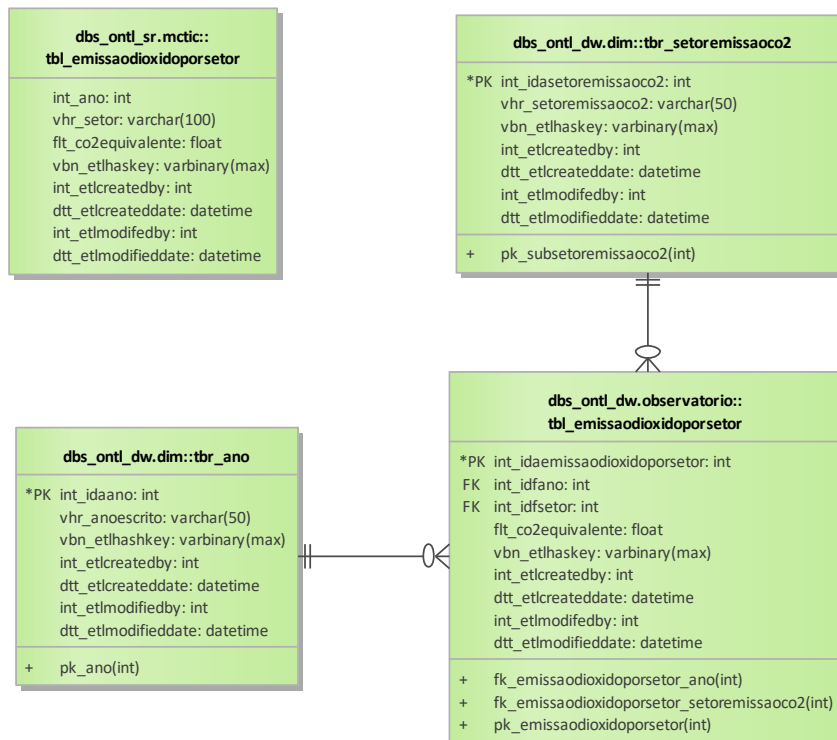 dbs_ontl_sr.mctic::
tbl_emissaodioxidoporsetor
int_ano: int
vhr_setor: varchar(100)
flt_co2equivalente: float
vbn_etlhaskey: varbinary(max)
int_etlcreatedby: int
dtt_etlcreateddate: datetime
int_etlmodifedby: int
dtt_etlmodifieddate: datetime
dbs_ontl_dw.dim::tbr_setoremissaoco2
*PK int_idasetoremissaoco2: int
vhr_setoremissaoco2: varchar(50)
vbn_etlhaskey: varbinary(max)
int_etlcreatedby: int
dtt_etlcreateddate: datetime
int_etlmodifedby: int
dtt_etlmodifieddate: datetime
+ pk_subsetoremissaoco2(int)
dbs_ontl_dw.dim::tbr_ano
*PK int_idaano: int
vhr_anoescrito: varchar(50)
vbn_etlhashkey: varbinary(max)
int_etlcreatedby: int
dtt_etlcreateddate: datetime
int_etlmodifiedby: int
dtt_etlmodifieddate: datetime
+ pk_ano(int)
dbs_ontl_dw.observatorio::
tbl_emissaodioxidoporsetor
*PK int_idaemissaodioxidoporsetor: int
FK int_idfano: int
FK int_idfsetor: int
flt_co2equivalente: float
vbn_etlhaskey: varbinary(max)
int_etlcreatedby: int
dtt_etlcreateddate: datetime
int_etlmodifedby: int
dtt_etlmodifieddate: datetime
+ fk_emissaodioxidoporsetor_ano(int)
+ fk_emissaodioxidoporsetor_setoremissaoco2(int)
+ pk_emissaodioxidoporsetor(int)